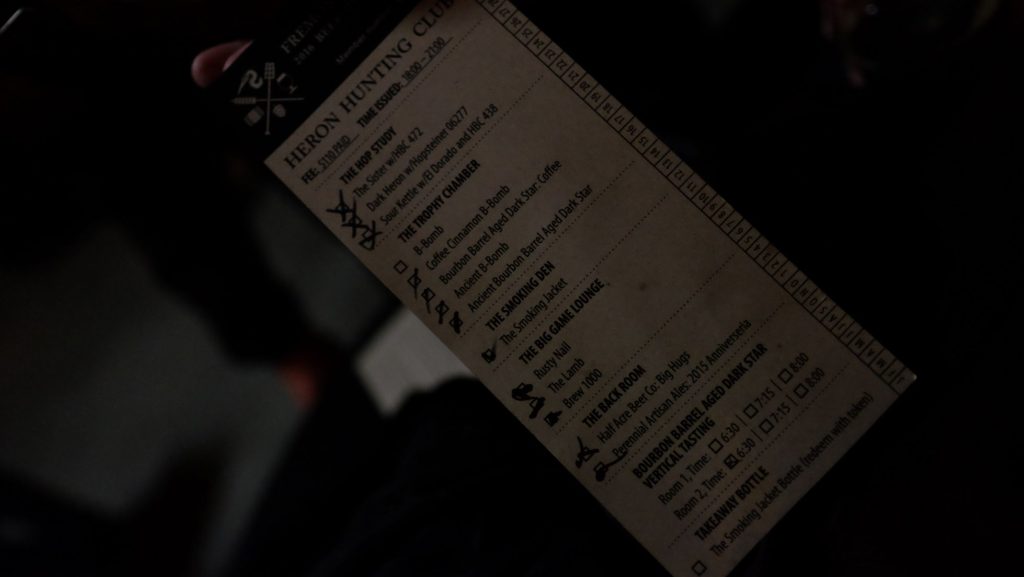 2016
HERON HUNTING CLUB
FEE: $110 PAID TIME ISSUED: 18:00 – 21:00
THE HOP STUDY
The Sister w/HBC 472
Dark Heron w/Hopsteiner 06277
Sour Kettle w/El Dorado and HBC 438
THE TROPHY CHAMBER
B-Bomb
Coffee Cinnamon B-Bomb
Bourbon Barrel Aged Dark Star: Coffee
Ancient B-Bomb
Ancient Bourbon Barrel Aged Dark Star
THE SMOKING DEN
The Smoking Jacket
THE BIG GAME LOUNGE
Rusty Nail
The Lamb
Brew 1000
THE BACK ROOM
Half Acre Beer Co: Big Hugs
Perennial Artisan Ales: 2015 Anniverseria
BOURBON BARREL AGED DARK STAR
VERTICAL TASTING
Room 1, Time: 6:30 | 7:15 | 8:00
Room 2, Time: 6:30 | 7:15 | 8:00
TAKEAWAY BOTTLE
The Smoking Jacket Bottle (redeem with token)